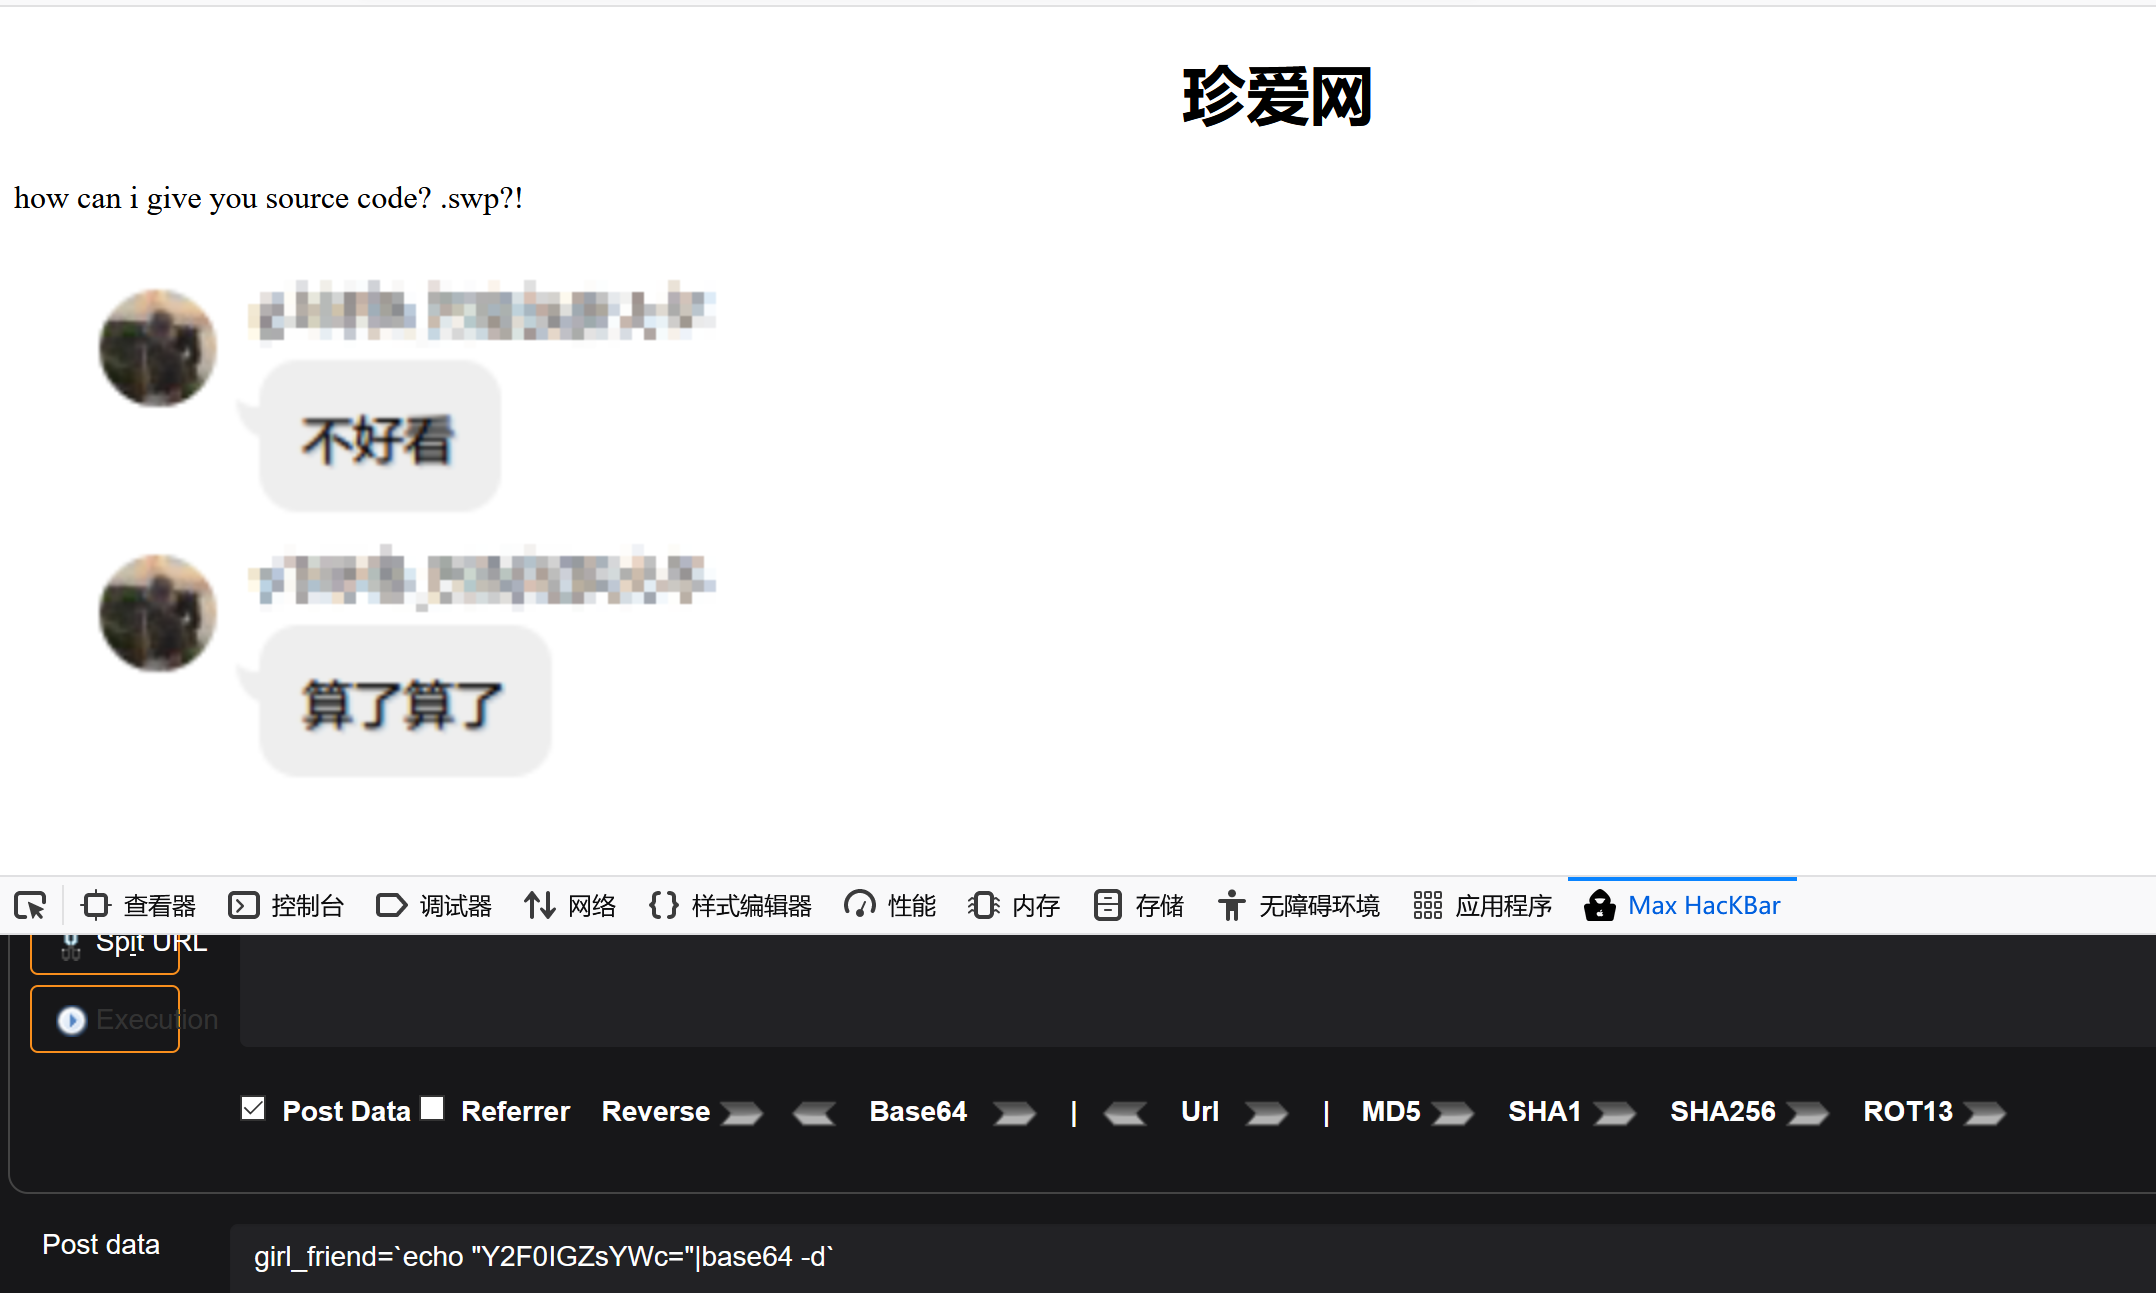 珍爱网
how can i give you source code? .swp?!
不好看
算了算了
查看器 控制台 调试器 网络 样式编辑器 性能 内存 存储 无障碍环境 应用程序 Max HacKBar
Spit URL
Execution
Post Data Referrer Reverse Base64 | Url | MD5 SHA1 SHA256 ROT13
Post data girl_friend=`echo "Y2F0IGZsYWc="|base64 -d`